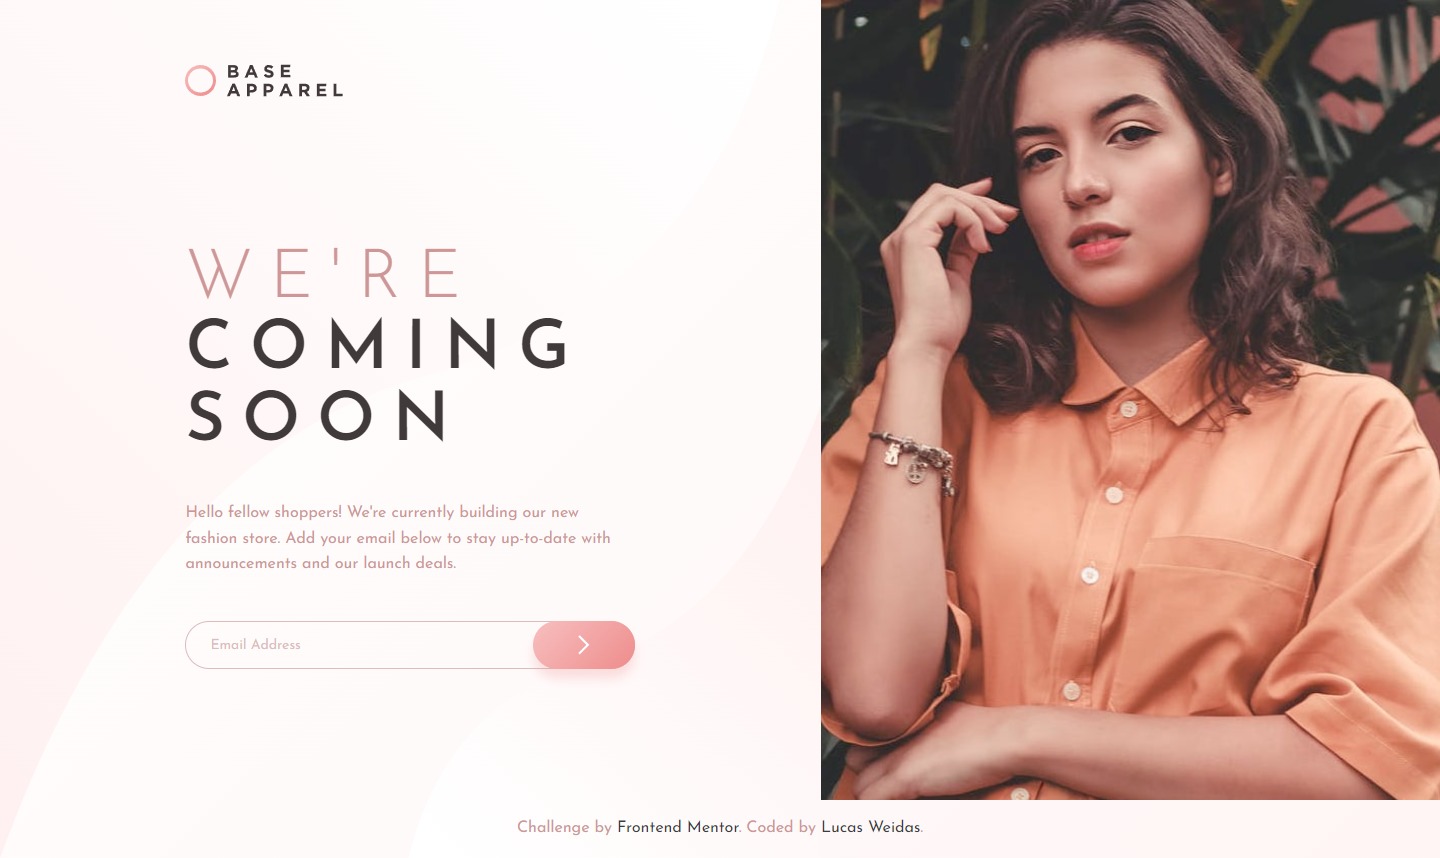 BASE
APPAREL
WE'RE
COMING
SOON
Hello fellow shoppers! We're currently building our new
fashion store. Add your email below to stay up-to-date with
announcements and our launch deals.
Email Address
Challenge by Frontend Mentor. Coded by Lucas Weidas.